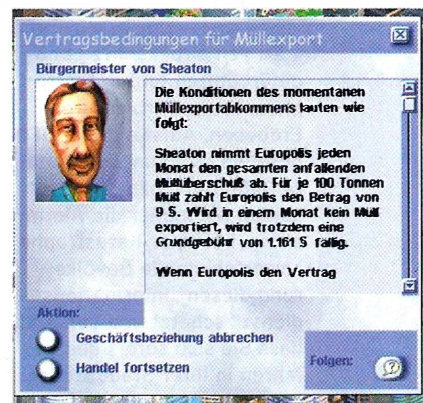 Vertragsbedingungen für Müllexport
Bürgermeister von Sheaton
Die Konditionen des momentanen
Müllexportabkommens lauten wie
folgt:
Sheaton nimmt Europolis jeden
Monat den gesamten anfallenden
Müllüberschuß ab. Für je 100 Tonnen
Müll zahlt Europolis den Betrag von
9 $. Wird in einem Monat kein Müll
exportiert, wird trotzdem eine
Grundgebühr von 1.161 $ fällig.
Wenn Europolis den Vertrag
Aktion:
Geschäftsbeziehung abbrechen
Handel fortsetzen
Folgen:
?